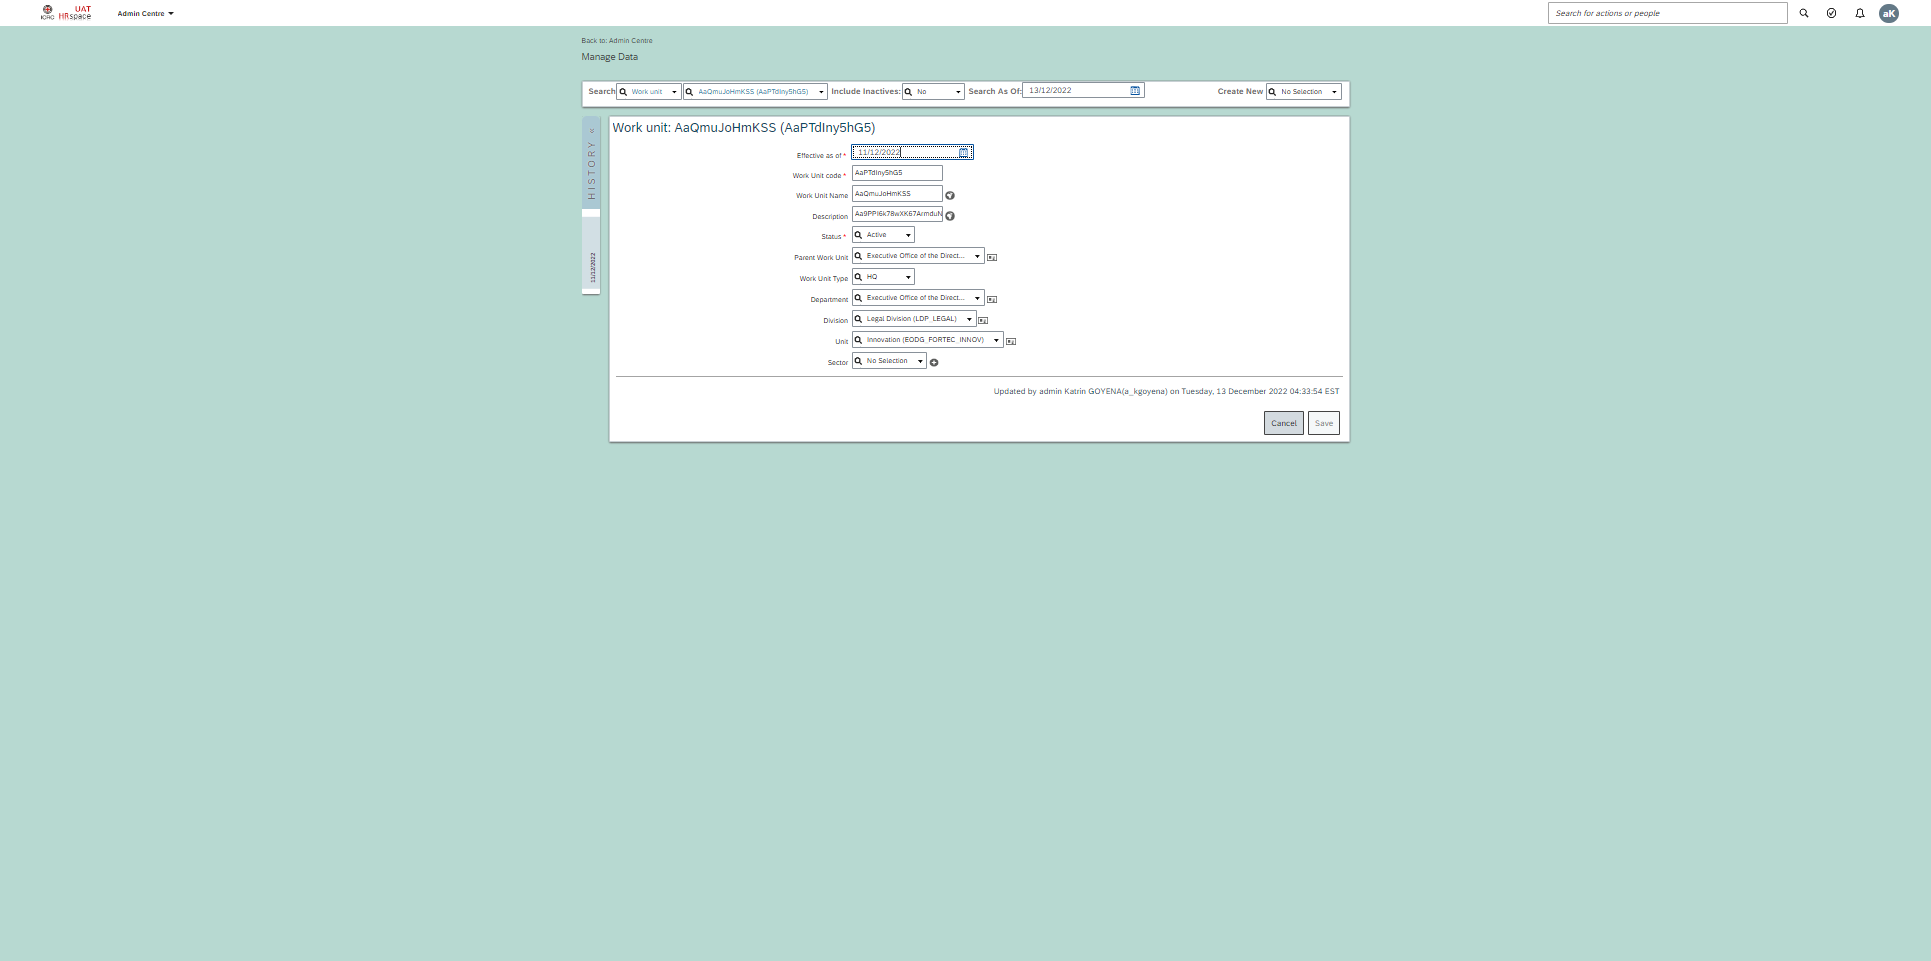 ICRC UAT HRspace Admin Centre Search for actions or people aK
Back to: Admin Centre
Manage Data
Search Work unit AaQmuJoHmKSS (AaPTdIny5hG5) Include Inactives: No Search As Of: 13/12/2022 Create New No Selection
HISTORY
11/12/2022
Work unit: AaQmuJoHmKSS (AaPTdIny5hG5)
Effective as of * 11/12/2022
Work Unit code * AaPTdIny5hG5
Work Unit Name AaQmuJoHmKSS
Description Aa9PPI6k78wXK67ArmduN
Status * Active
Parent Work Unit Executive Office of the Direct...
Work Unit Type HQ
Department Executive Office of the Direct...
Division Legal Division (LDP_LEGAL)
Unit Innovation (EODG_FORTEC_INNOV)
Sector No Selection
Updated by admin Katrin GOYENA(a_kgoyena) on Tuesday, 13 December 2022 04:33:54 EST
Cancel Save